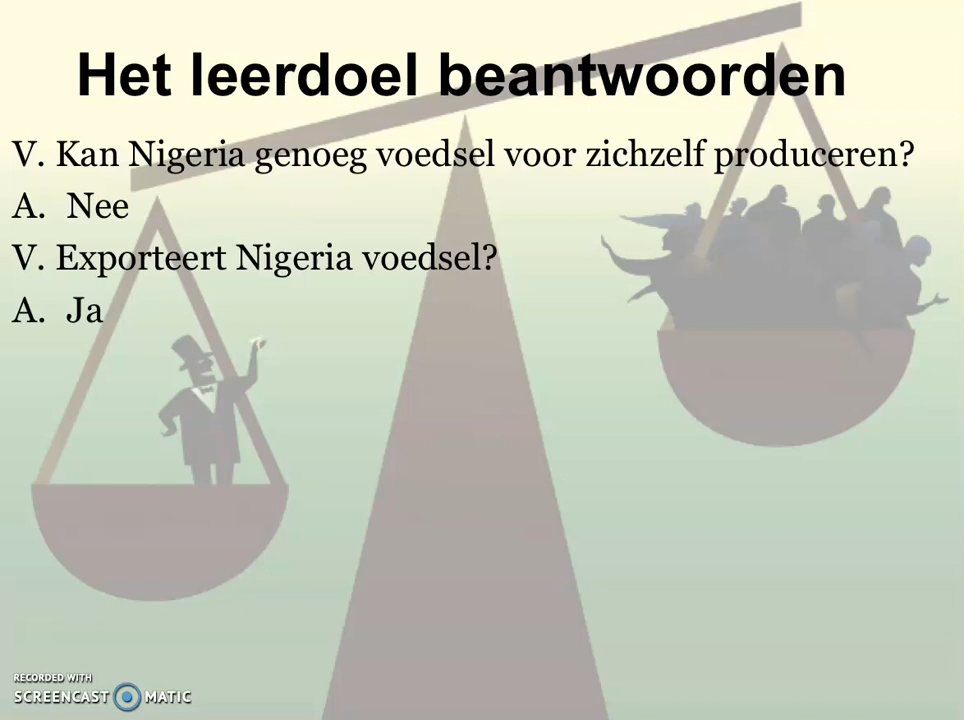 Het leerdoel beantwoorden
V. Kan Nigeria genoeg voedsel voor zichzelf produceren?
A. Nee
V. Exporteert Nigeria voedsel?
A. Ja
RECORDED WITH
SCREENCAST MATIC